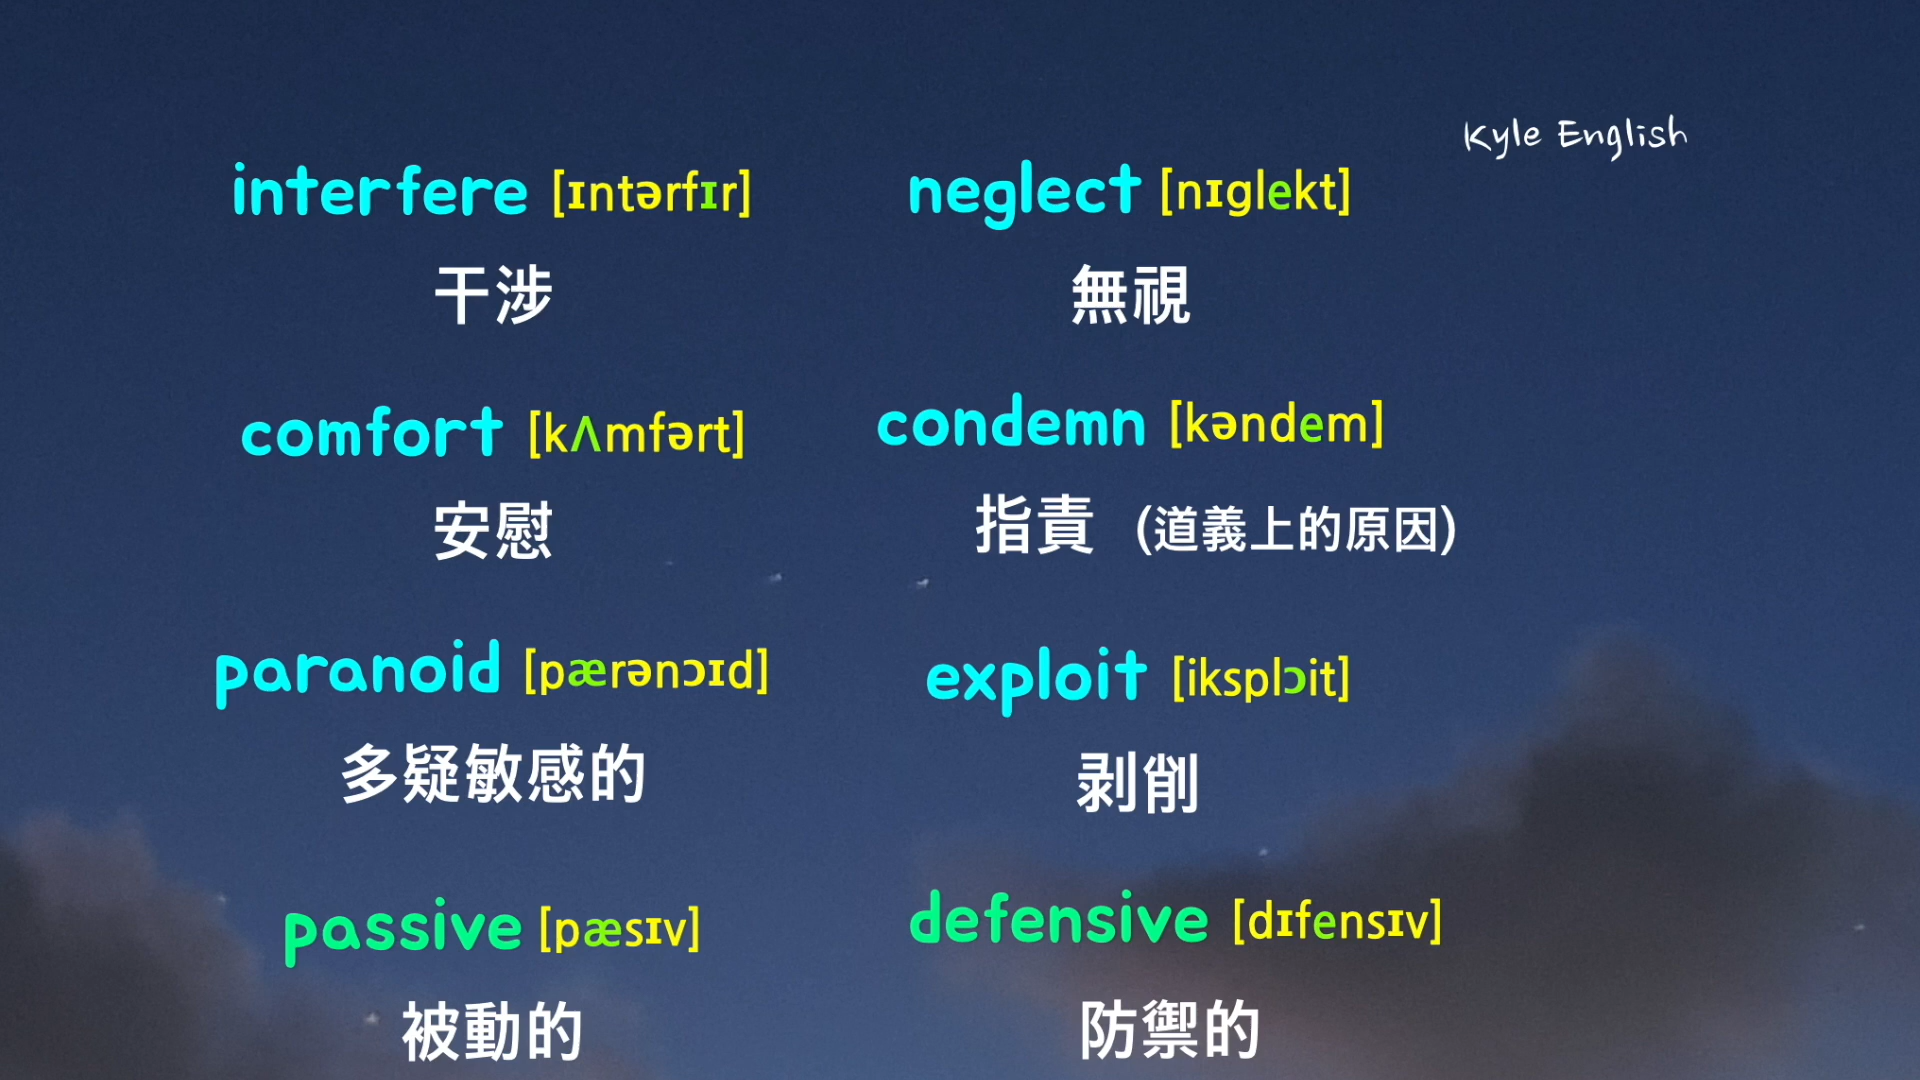 Kyle English
interfere [ɪntərfɪr]
干涉
neglect [nɪglekt]
無視
comfort [kɅmfərt]
安慰
condemn [kəndem]
指責 (道義上的原因)
paranoid [pærənɔɪd]
多疑敏感的
exploit [iksplɔit]
剥削
passive [pæsɪv]
被動的
defensive [dɪfensɪv]
防禦的